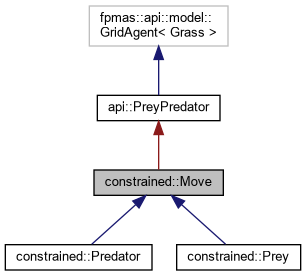 fpmas::api::model::
GridAgent< Grass >
api::PreyPredator
constrained::Move
constrained::Predator
constrained::Prey